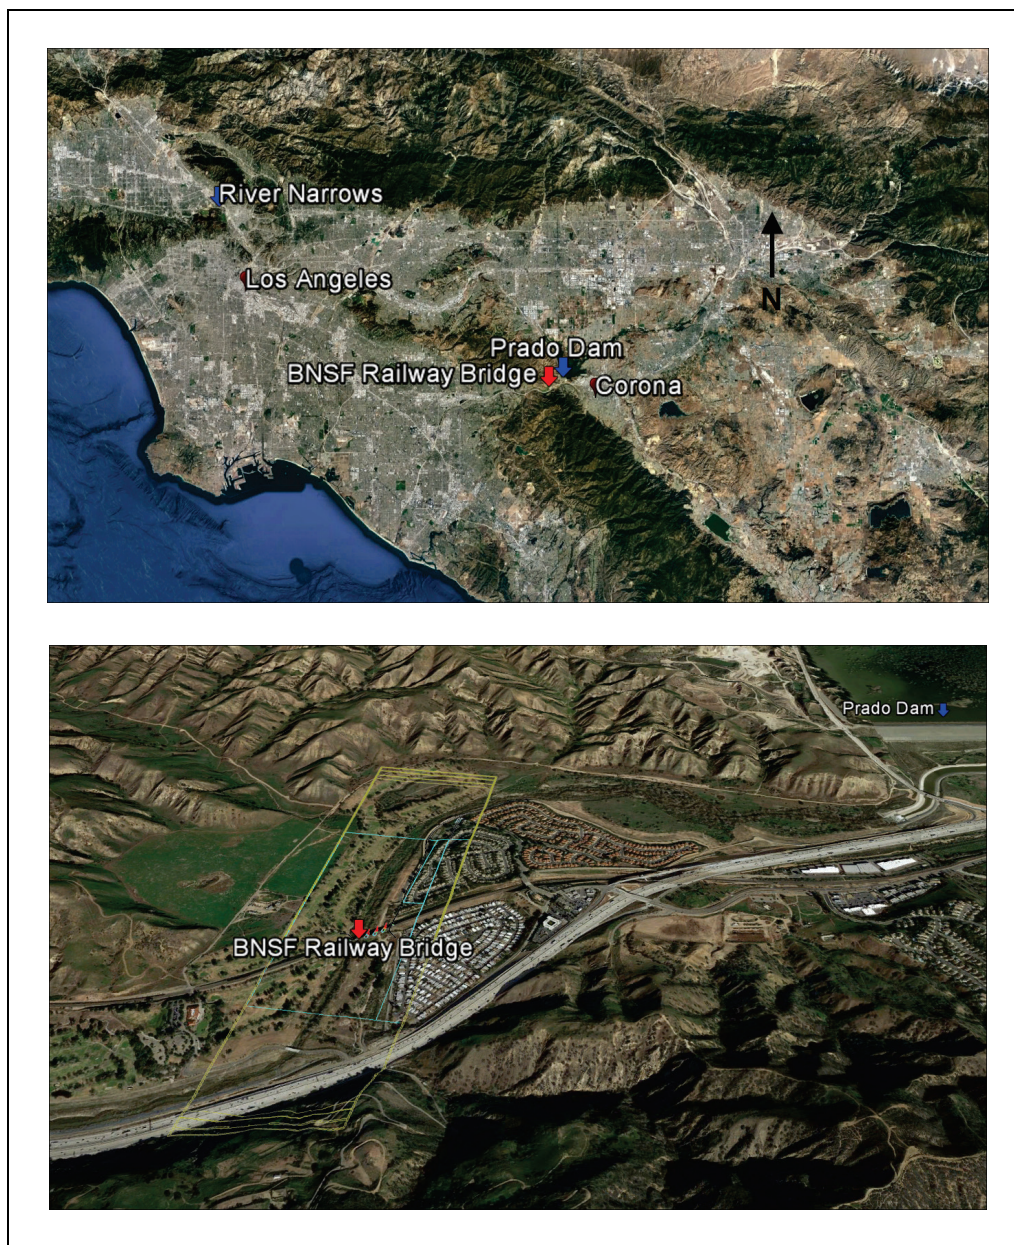 River Narrows
Los Angeles
N
Prado Dam
BNSF Railway Bridge
Corona
Prado Dam
BNSF Railway Bridge